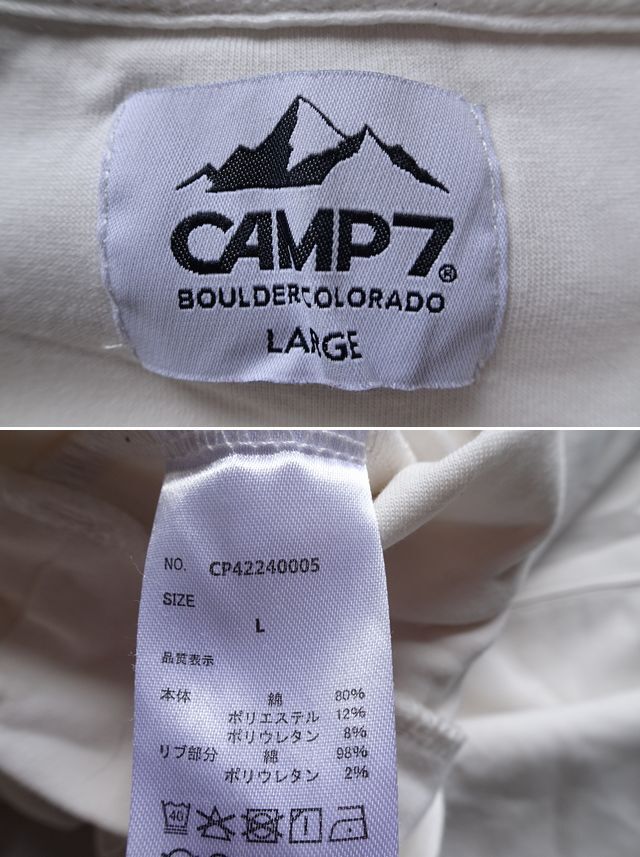 CAMP7®
BOULDER COLORADO
LARGE
NO. CP42240005
SIZE
L
品質表示
本体 綿 80%
ポリエステル 12%
ポリウレタン 8%
リブ部分 綿 98%
ポリウレタン 2%
40